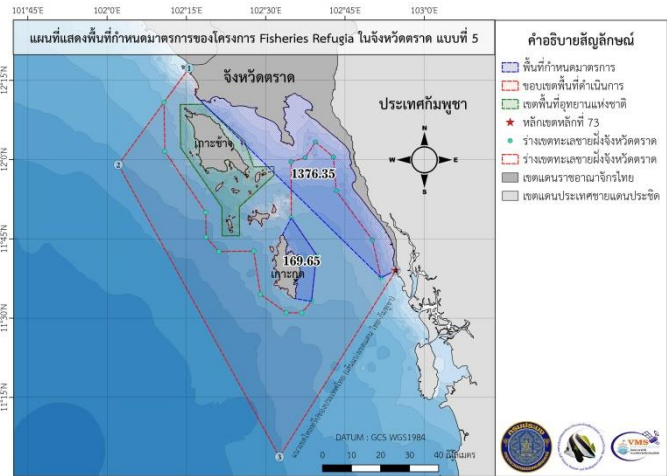 แผนที่แสดงพื้นที่กำหนดมาตรการของโครงการ Fisheries Refugia ในจังหวัดตราด แบบที่ 5
101°45'E
102°0'E
102°15'E
102°30'E
102°45'E
103°0'E
12°15'N
12°0'N
11°45'N
11°30'N
11°15'N
จังหวัดตราด
ประเทศกัมพูชา
เกาะช้าง
เกาะกูด
1376.35
169.65
1
2
3
N
W
E
S
DATUM : GCS WGS1984
0 10 20 30 40 กิโลเมตร
คำอธิบายสัญลักษณ์
พื้นที่กำหนดมาตรการ
ขอบเขตพื้นที่ดำเนินการ
เขตพื้นที่อุทยานแห่งชาติ
หลักเขตหลักที่ 73
ร่างเขตทะเลชายฝั่งจังหวัดตราด
ร่างเขตทะเลชายฝั่งจังหวัดตราด
เขตแดนราชอาณาจักรไทย
เขตแดนประเทศชายแดนประชิด
กรมประมง
VMS